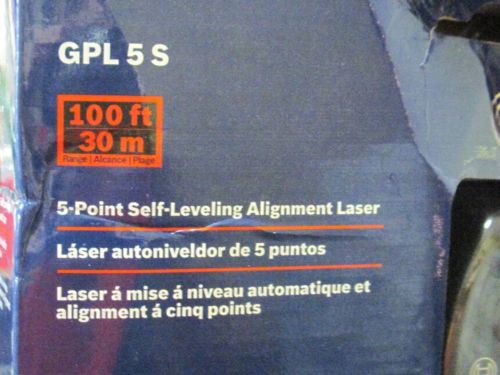 GPL 5 S
100 ft
30 m
Range | Alcance | Plage
5-Point Self-Leveling Alignment Laser
Láser autoniveldor de 5 puntos
Laser á mise á niveau automatique et
alignment á cinq points